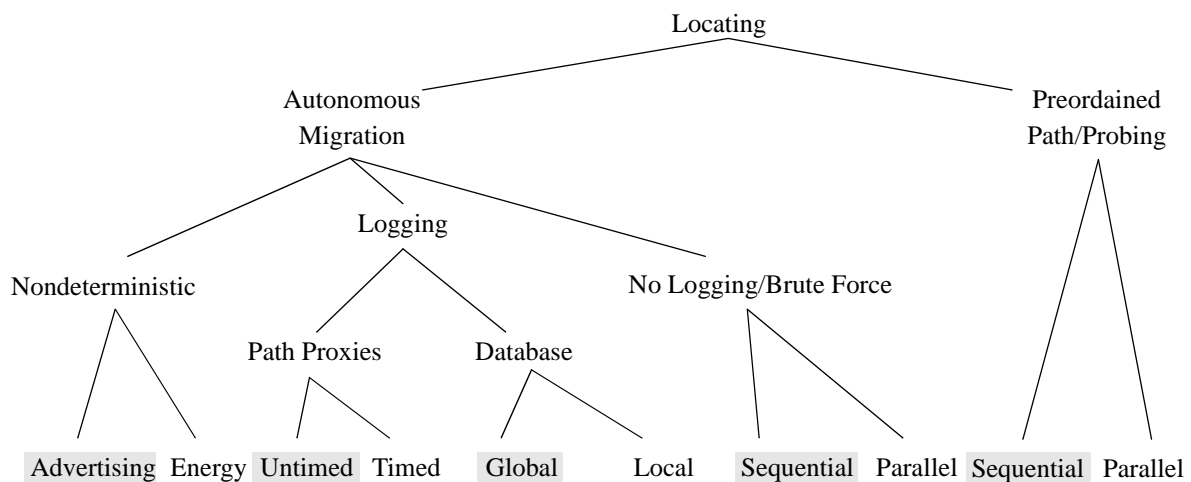 Locating
Autonomous
Migration
Preordained
Path/Probing
Logging
Nondeterministic
No Logging/Brute Force
Path Proxies
Database
Advertising
Energy
Untimed
Timed
Global
Local
Sequential
Parallel
Sequential
Parallel